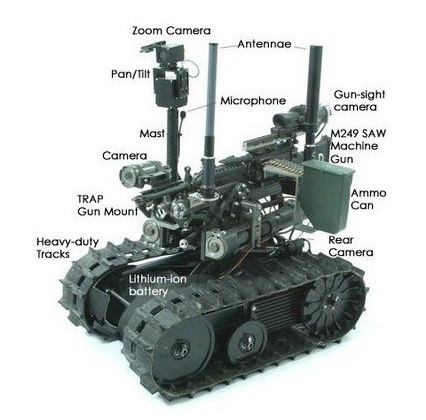 Zoom Camera
Antennae
Pan/Tilt
Gun-sight
camera
Microphone
Mast
M249 SAW
Machine
Gun
Camera
Ammo
Can
TRAP
Gun Mount
Heavy-duty
Tracks
Rear
Camera
Lithium-ion
battery